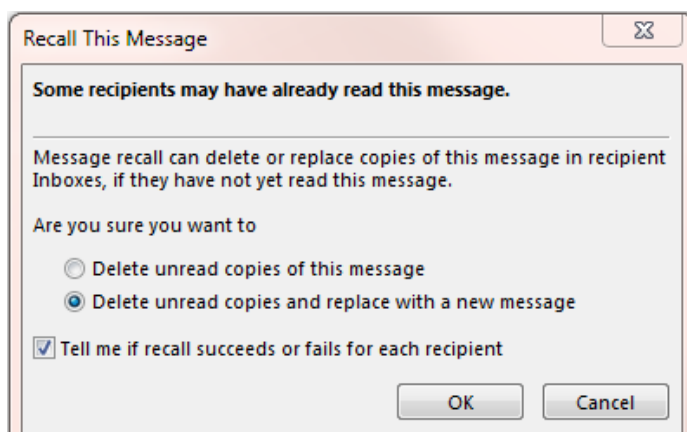 Recall This Message
Some recipients may have already read this message.
Message recall can delete or replace copies of this message in recipient
Inboxes, if they have not yet read this message.
Are you sure you want to
Delete unread copies of this message
Delete unread copies and replace with a new message
Tell me if recall succeeds or fails for each recipient
OK Cancel